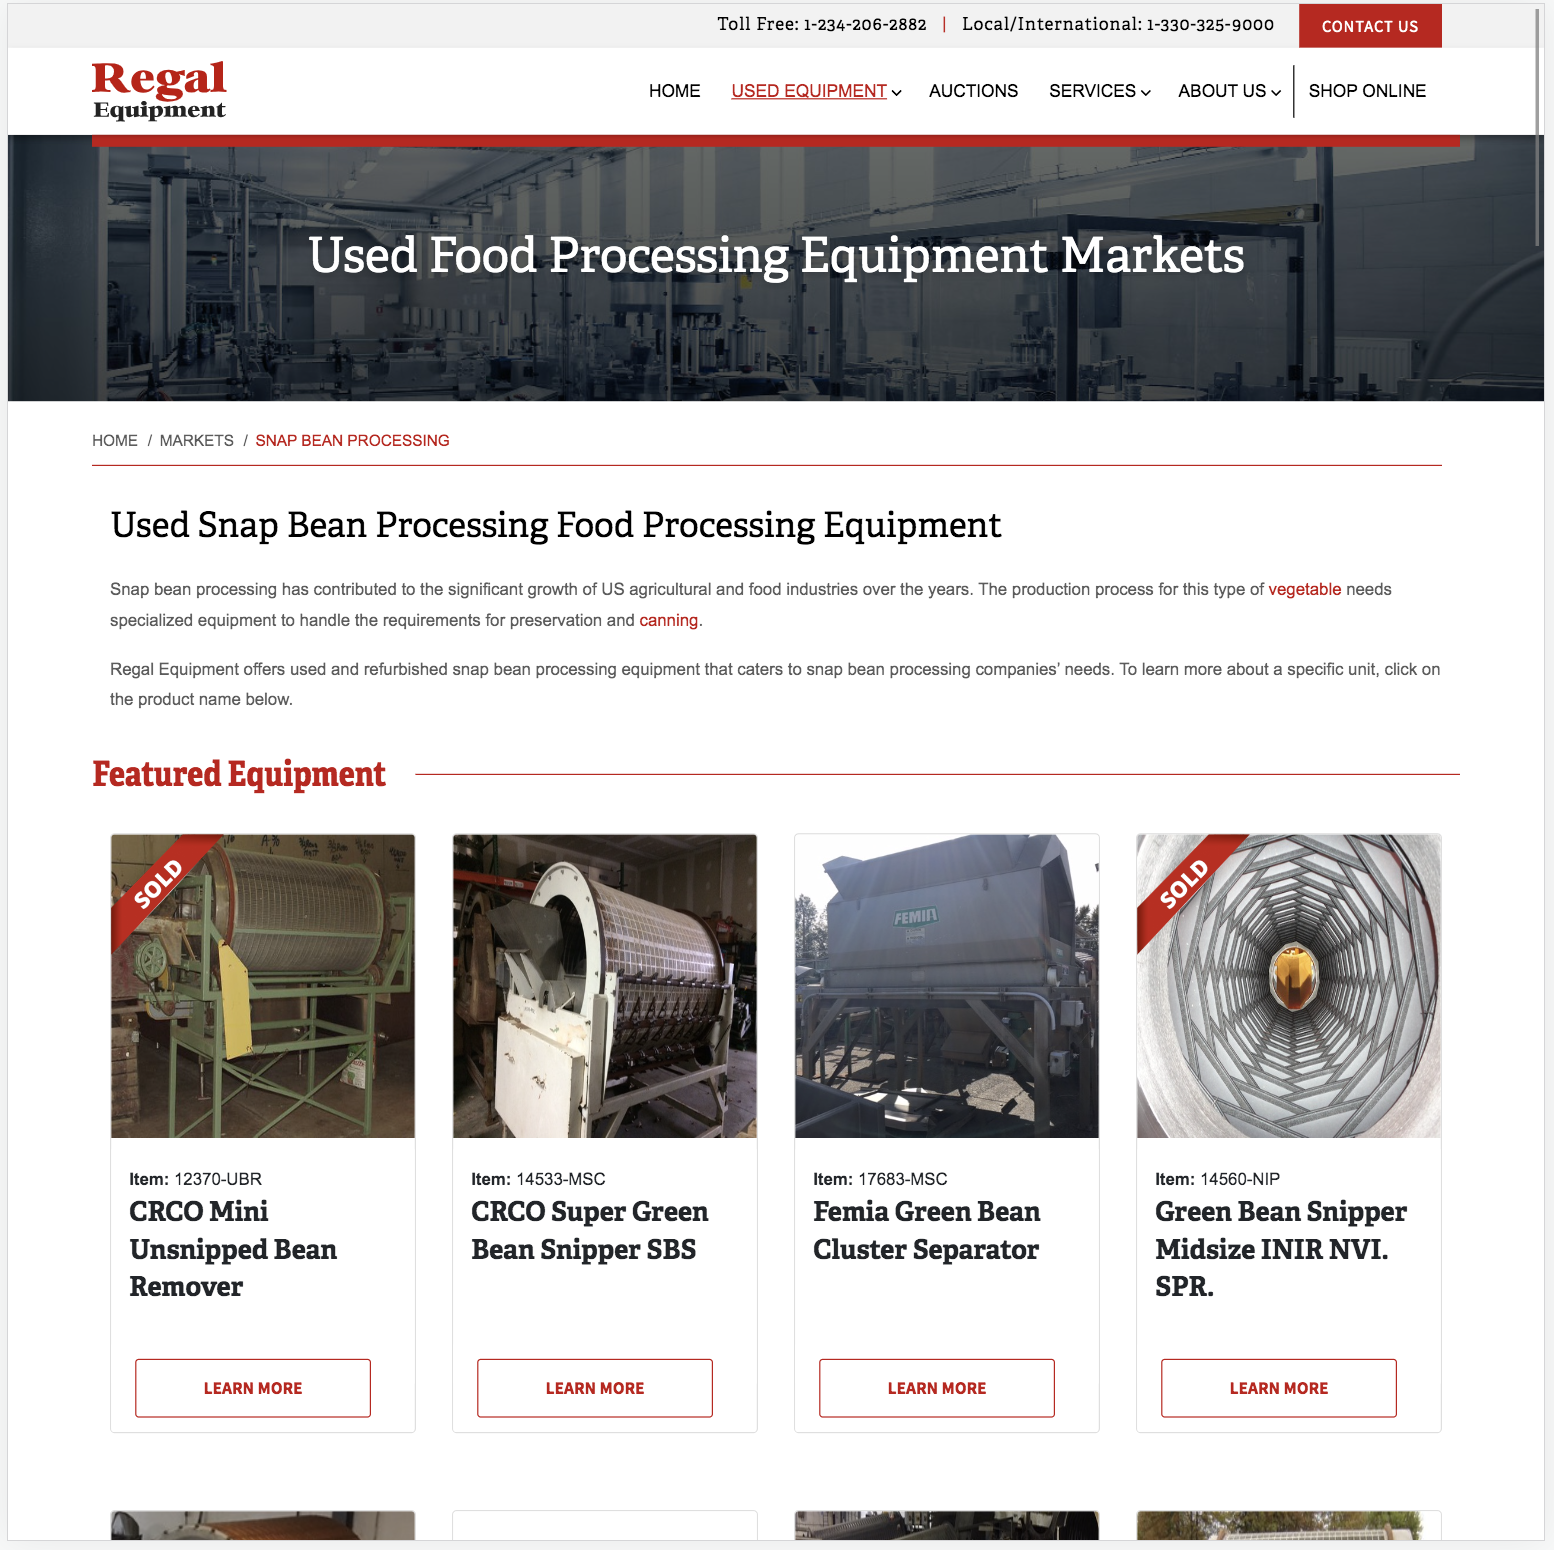 Toll Free: 1-234-206-2882 | Local/International: 1-330-325-9000
CONTACT US
Regal
Equipment
HOME USED EQUIPMENT AUCTIONS SERVICES ABOUT US SHOP ONLINE
Used Food Processing Equipment Markets
HOME / MARKETS / SNAP BEAN PROCESSING
Used Snap Bean Processing Food Processing Equipment
Snap bean processing has contributed to the significant growth of US agricultural and food industries over the years. The production process for this type of vegetable needs
specialized equipment to handle the requirements for preservation and canning.
Regal Equipment offers used and refurbished snap bean processing equipment that caters to snap bean processing companies’ needs. To learn more about a specific unit, click on
the product name below.
Featured Equipment
SOLD
Item: 12370-UBR
CRCO Mini
Unsnipped Bean
Remover
LEARN MORE
Item: 14533-MSC
CRCO Super Green
Bean Snipper SBS
LEARN MORE
FEMIA
Item: 17683-MSC
Femia Green Bean
Cluster Separator
LEARN MORE
SOLD
Item: 14560-NIP
Green Bean Snipper
Midsize INIR NVI.
SPR.
LEARN MORE